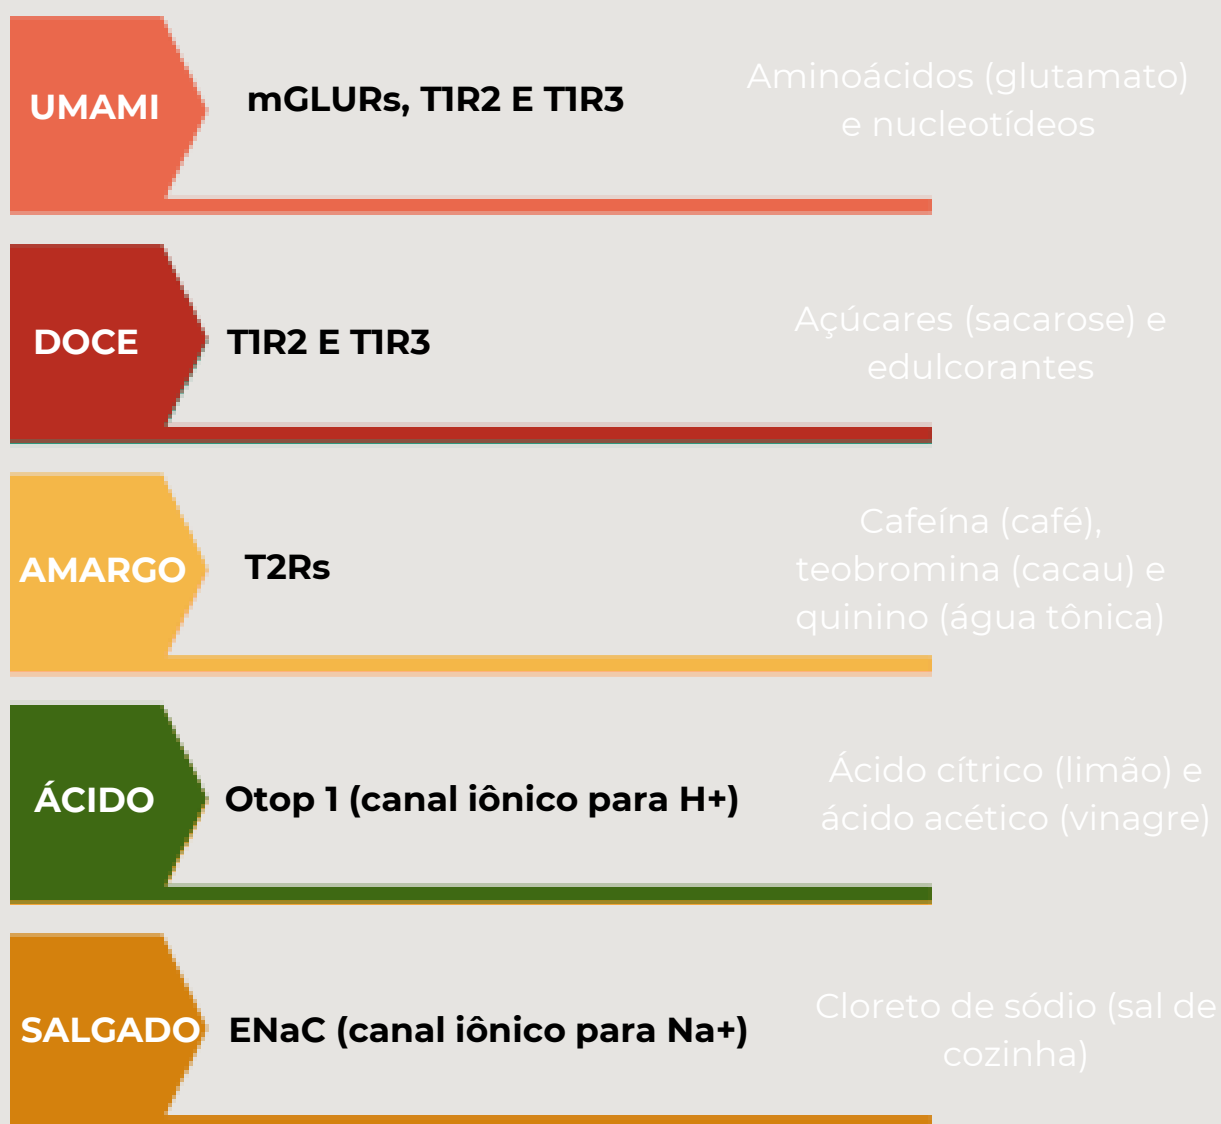 UMAMI
mGLURs, T1R2 E T1R3
Aminoácidos (glutamato)
e nucleotídeos
DOCE
T1R2 E T1R3
Açúcares (sacarose) e
edulcorantes
AMARGO
T2Rs
Cafeína (café),
teobromina (cacau) e
quinino (água tônica)
ÁCIDO
Otop 1 (canal iônico para H+)
Ácido cítrico (limão) e
ácido acético (vinagre)
SALGADO
ENaC (canal iônico para Na+)
Cloreto de sódio (sal de
cozinha)